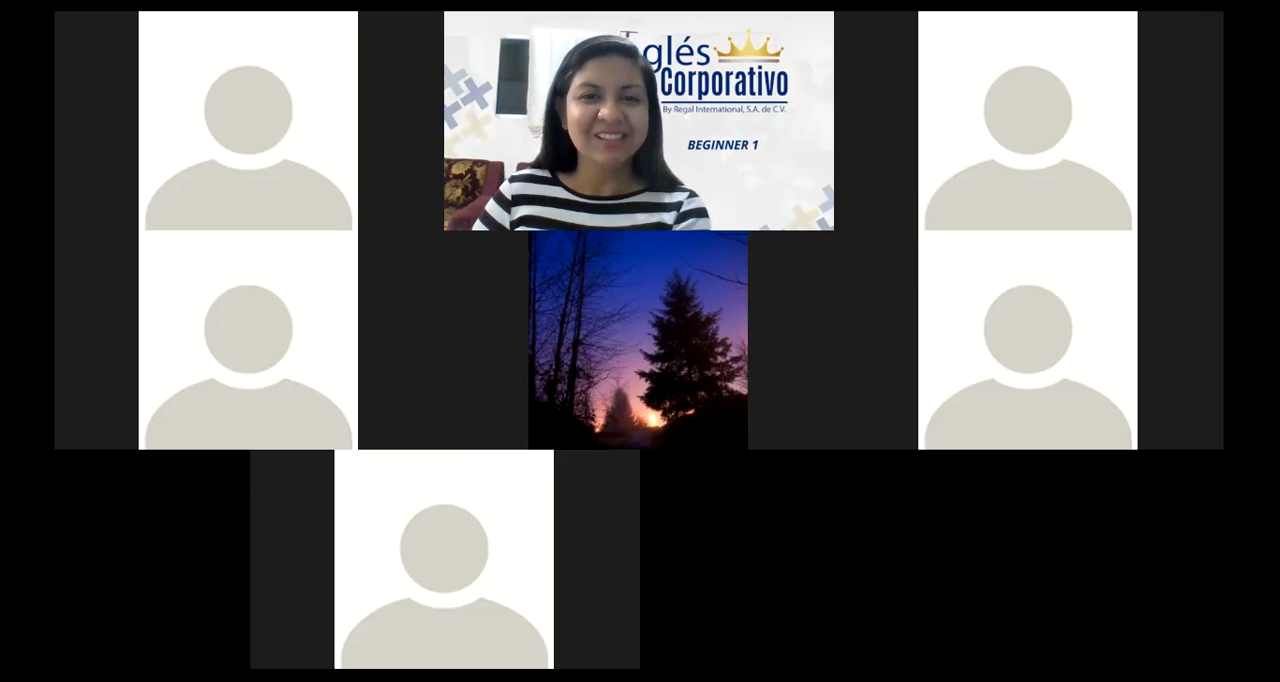 glés
Corporativo
By Regal International, S.A. de C.V.
BEGINNER 1